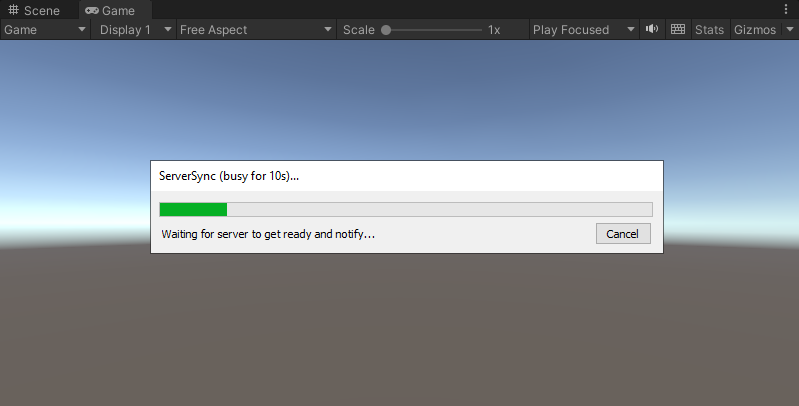 Scene Game
Game Display 1 Free Aspect Scale 1x Play Focused Stats Gizmos
ServerSync (busy for 10s)...
Waiting for server to get ready and notify...
Cancel